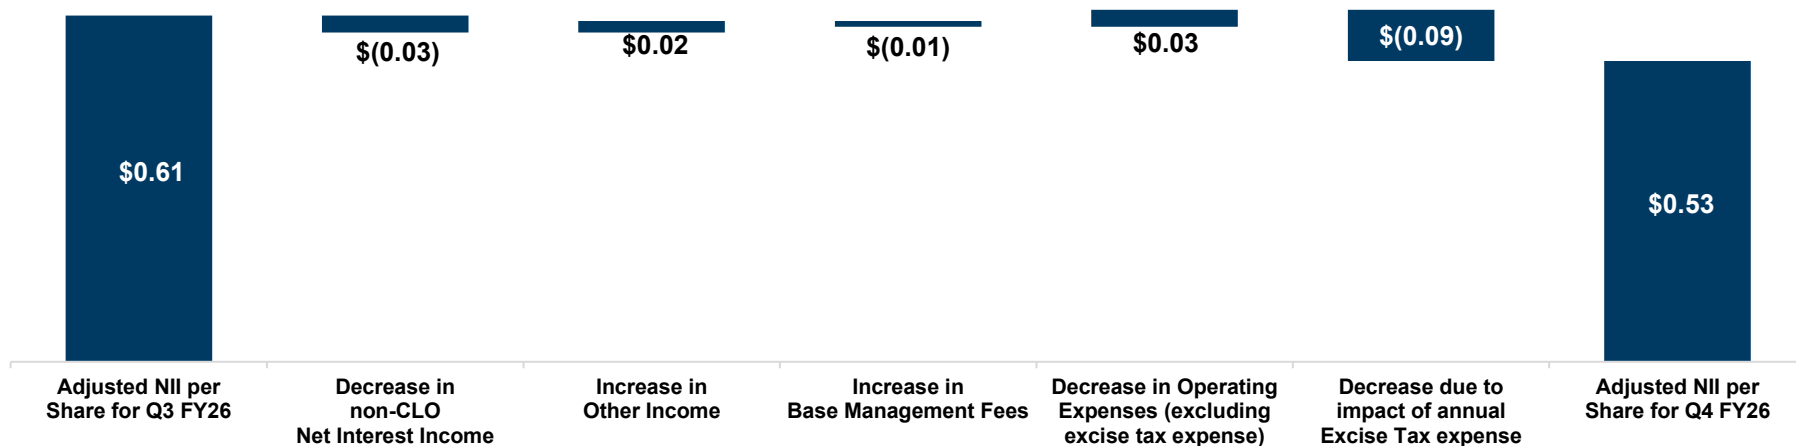 $0.61
$(0.03)
$0.02
$(0.01)
$0.03
$(0.09)
$0.53
Adjusted NII per
Share for Q3 FY26
Decrease in
non-CLO
Net Interest Income
Increase in
Other Income
Increase in
Base Management Fees
Decrease in Operating
Expenses (excluding
excise tax expense)
Decrease due to
impact of annual
Excise Tax expense
Adjusted NII per
Share for Q4 FY26